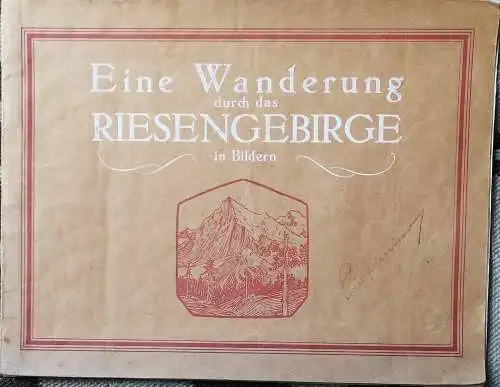 Eine Wanderung
durch das
RIESENGEBIRGE
in Bildern